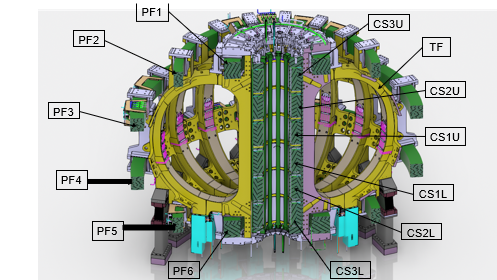 PF1
CS3U
PF2
TF
CS2U
PF3
CS1U
PF4
CS1L
PF5
CS2L
PF6
CS3L